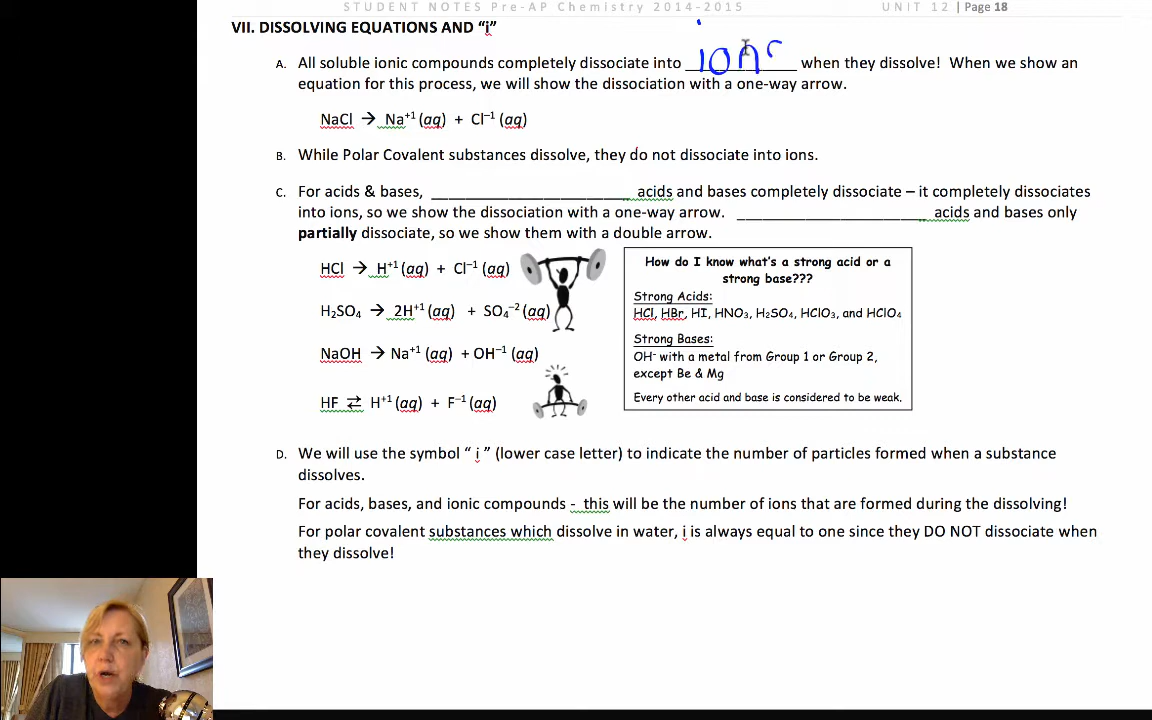 STUDENT NOTES Pre-AP Chemistry 2014-2015 UNIT 12 | Page 18
VII. DISSOLVING EQUATIONS AND “i”
A. All soluble ionic compounds completely dissociate into ions when they dissolve! When we show an
equation for this process, we will show the dissociation with a one-way arrow.
NaCl → Na⁺¹ (aq) + Cl⁻¹ (aq)
B. While Polar Covalent substances dissolve, they do not dissociate into ions.
C. For acids & bases, ______________________ acids and bases completely dissociate – it completely dissociates
into ions, so we show the dissociation with a one-way arrow. ______________________ acids and bases only
partially dissociate, so we show them with a double arrow.
HCl → H⁺¹ (aq) + Cl⁻¹ (aq)
H₂SO₄ → 2H⁺¹ (aq) + SO₄⁻² (aq)
NaOH → Na⁺¹ (aq) + OH⁻¹ (aq)
HF ⇄ H⁺¹ (aq) + F⁻¹ (aq)
How do I know what's a strong acid or a
strong base???
Strong Acids:
HCl, HBr, HI, HNO₃, H₂SO₄, HClO₃, and HClO₄
Strong Bases:
OH⁻ with a metal from Group 1 or Group 2,
except Be & Mg
Every other acid and base is considered to be weak.
D. We will use the symbol “ i ” (lower case letter) to indicate the number of particles formed when a substance
dissolves.
For acids, bases, and ionic compounds - this will be the number of ions that are formed during the dissolving!
For polar covalent substances which dissolve in water, i is always equal to one since they DO NOT dissociate when
they dissolve!